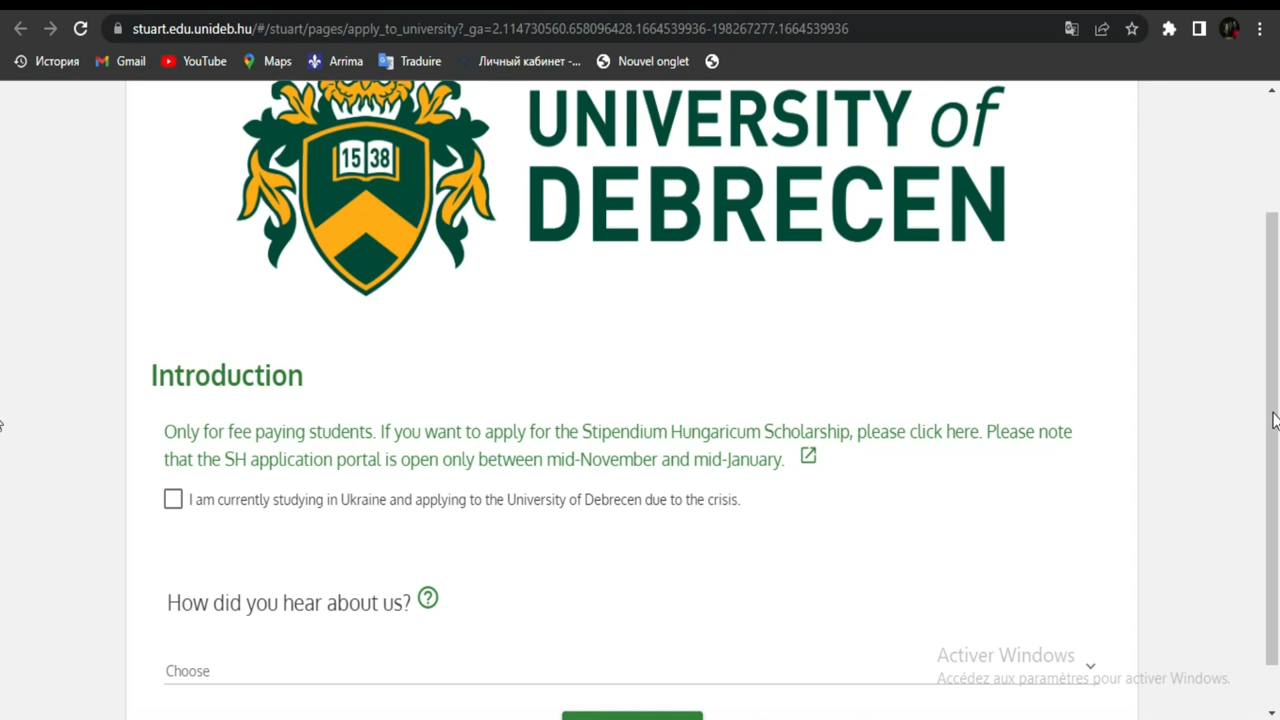 stuart.edu.unideb.hu/#/stuart/pages/apply_to_university?_ga=2.114730560.658096428.1664539936-198267277.1664539936
История Gmail YouTube Maps Arrima Traduire Личный кабинет -... Nouvel onglet
UNIVERSITY of
DEBRECEN
15 38
Introduction
Only for fee paying students. If you want to apply for the Stipendium Hungaricum Scholarship, please click here. Please note
that the SH application portal is open only between mid-November and mid-January.
I am currently studying in Ukraine and applying to the University of Debrecen due to the crisis.
How did you hear about us?
Choose
Activer Windows
Accédez aux paramètres pour activer Windows.